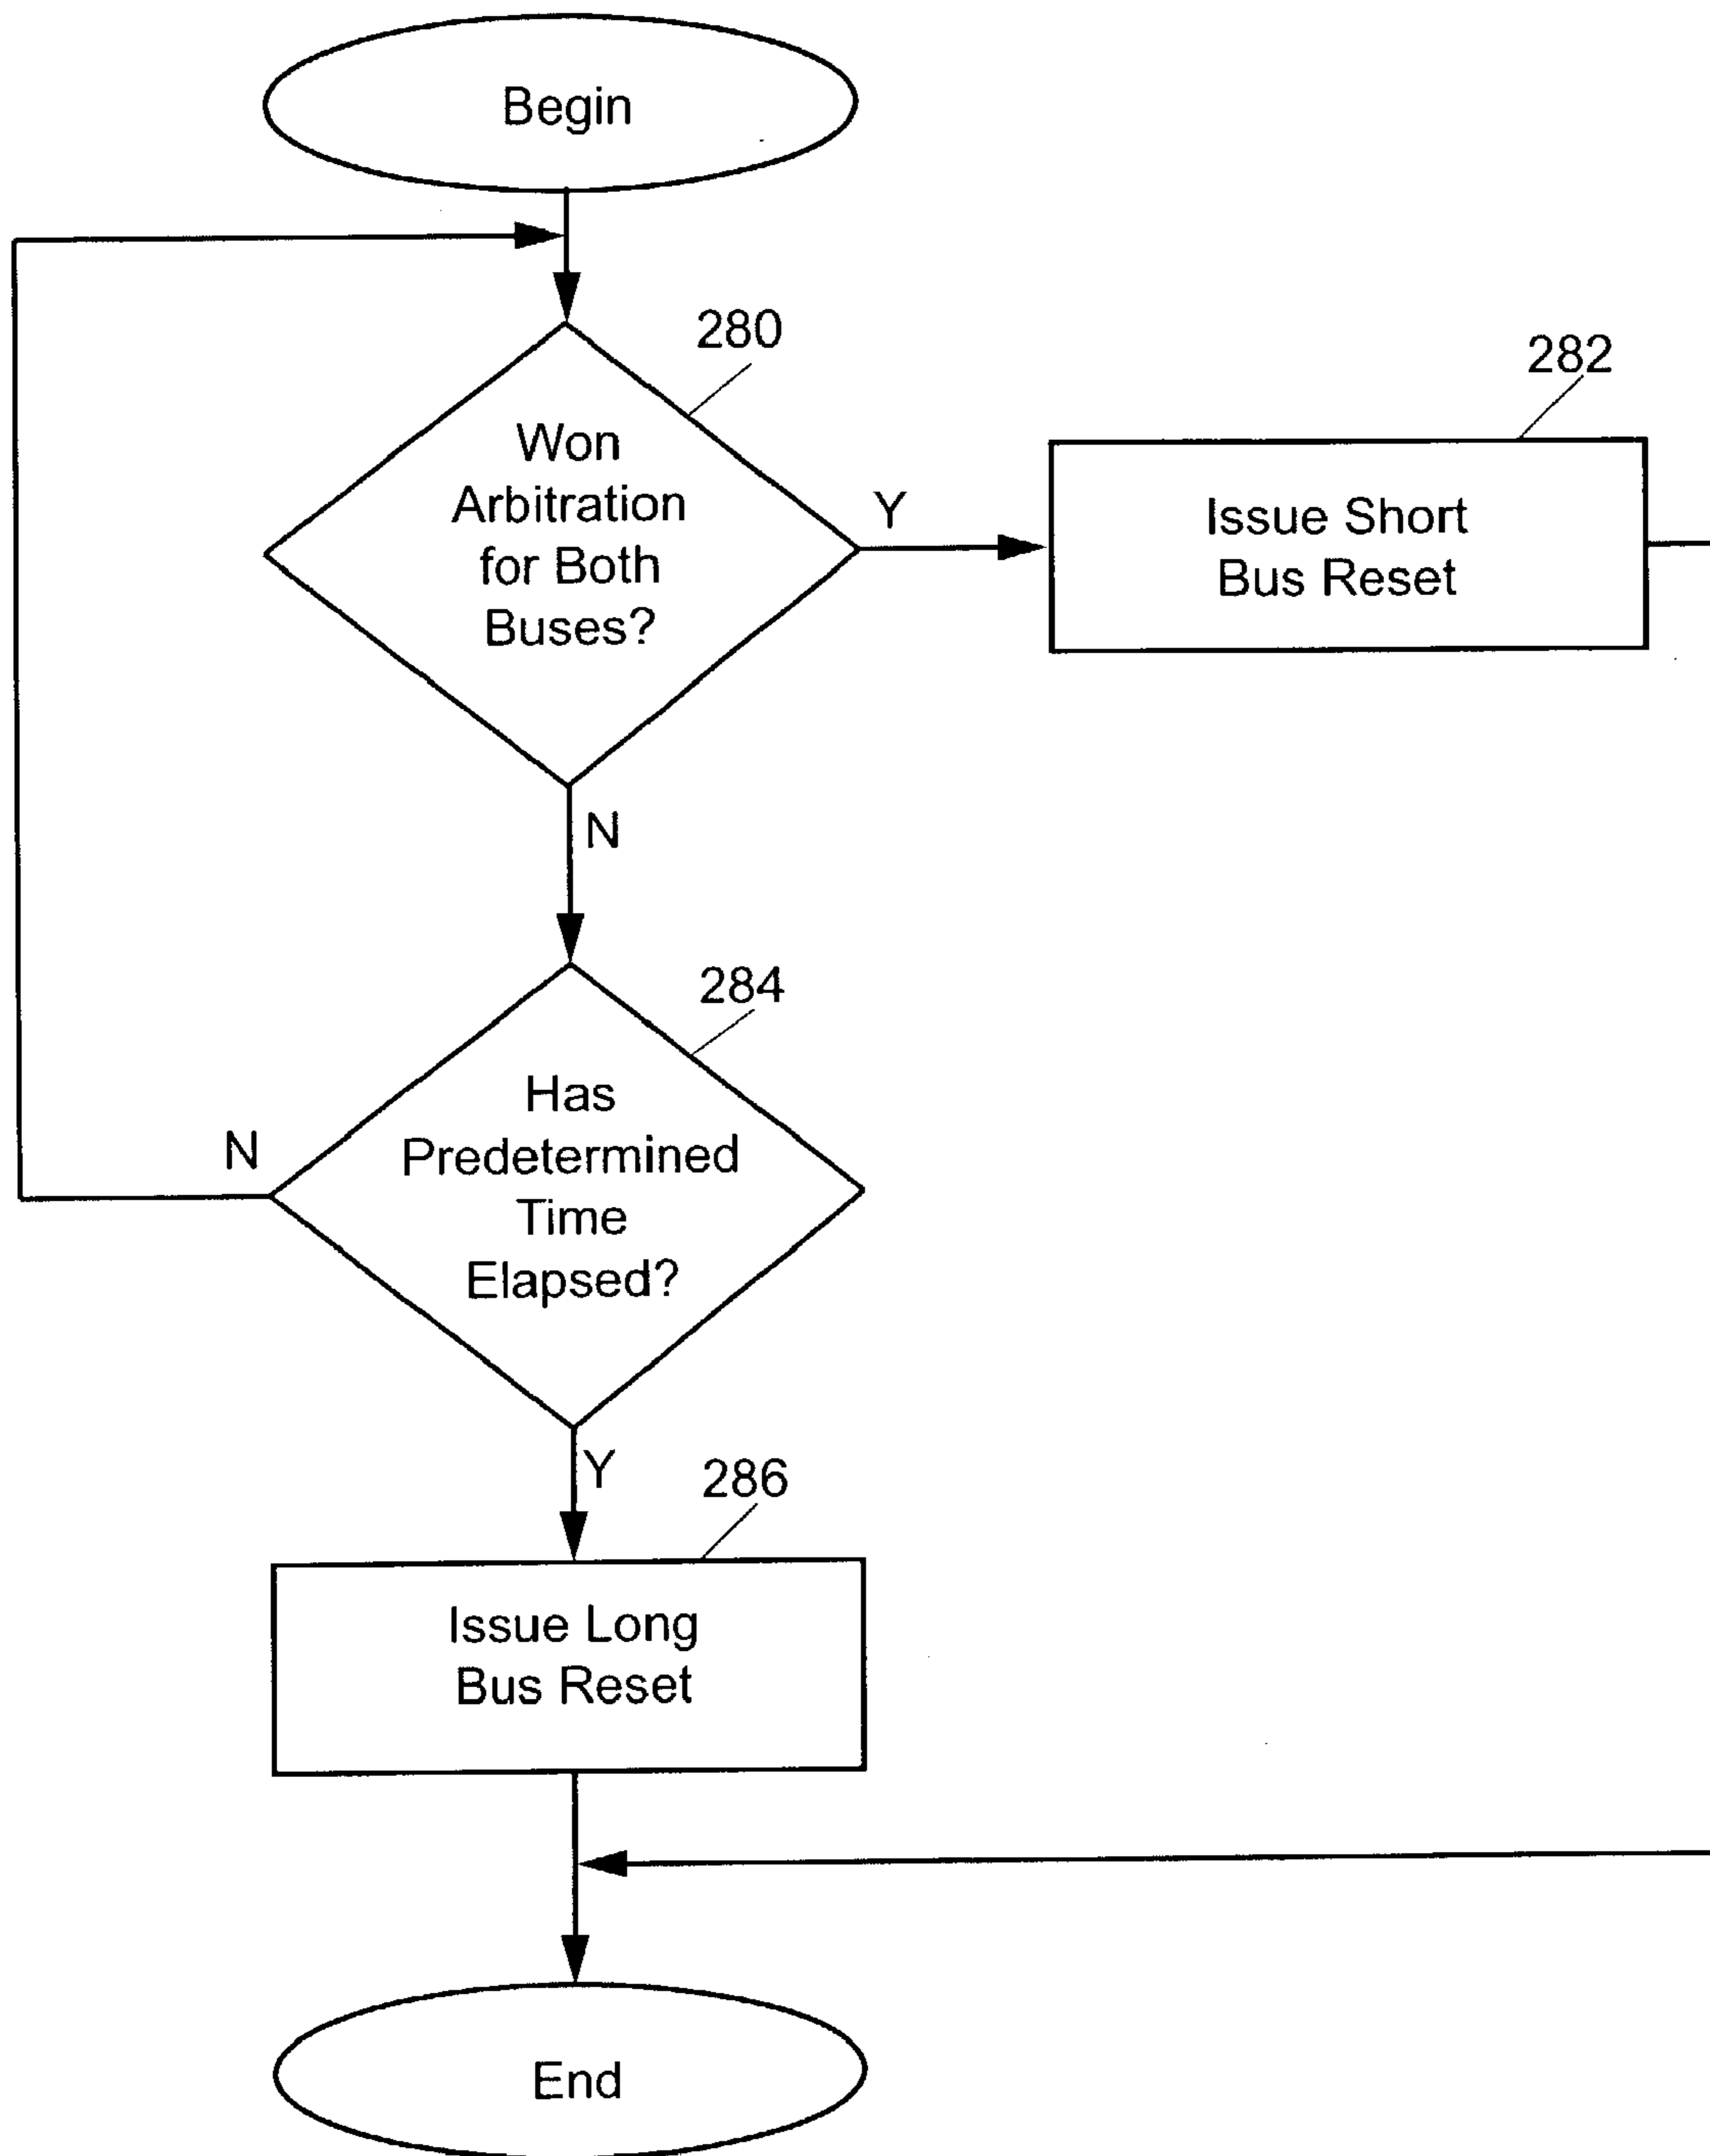 Begin
280
Won
Arbitration
for Both
Buses?
Y
282
Issue Short
Bus Reset
N
284
Has
Predetermined
Time
Elapsed?
N
Y
286
Issue Long
Bus Reset
End